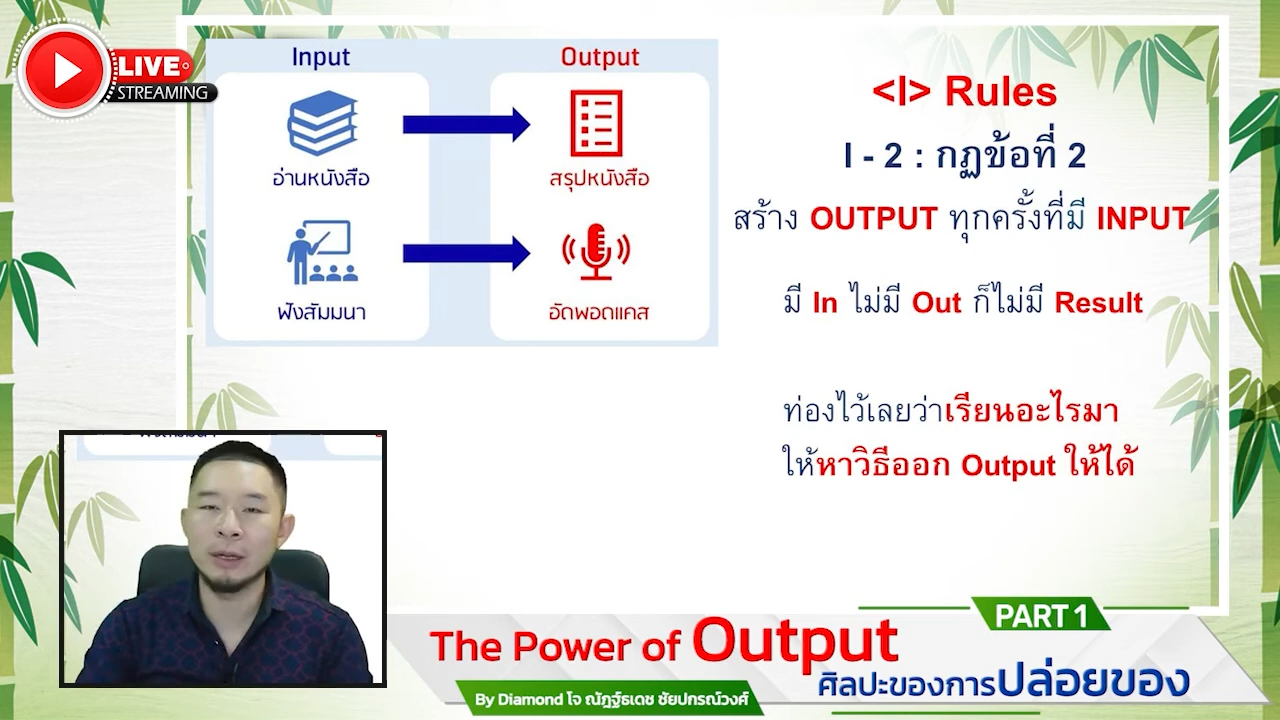 LIVE
STREAMING
Input
Output
อ่านหนังสือ
สรุปหนังสือ
ฟังสัมมนา
อัดพอดแคส
<I> Rules
I - 2 : กฏข้อที่ 2
สร้าง OUTPUT ทุกครั้งที่มี INPUT
มี In ไม่มี Out ก็ไม่มี Result
ท่องไว้เลยว่าเรียนอะไรมา
ให้หาวิธีออก Output ให้ได้
PART 1
The Power of Output
ศิลปะของการปล่อยของ
By Diamond โจ ณัฏฐ์ธเดช ชัยปกรณ์วงศ์